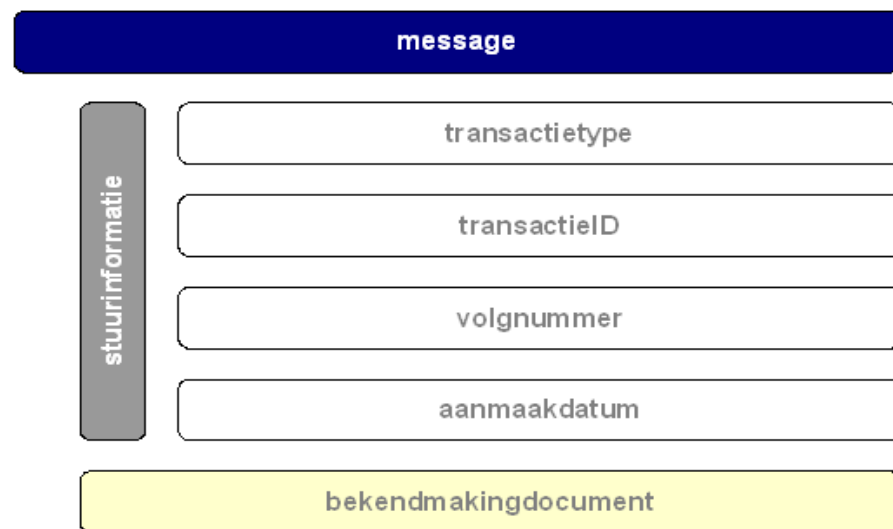 message
stuurinformatie
transactietype
transactieID
volgnummer
aanmaakdatum
bekendmakingdocument